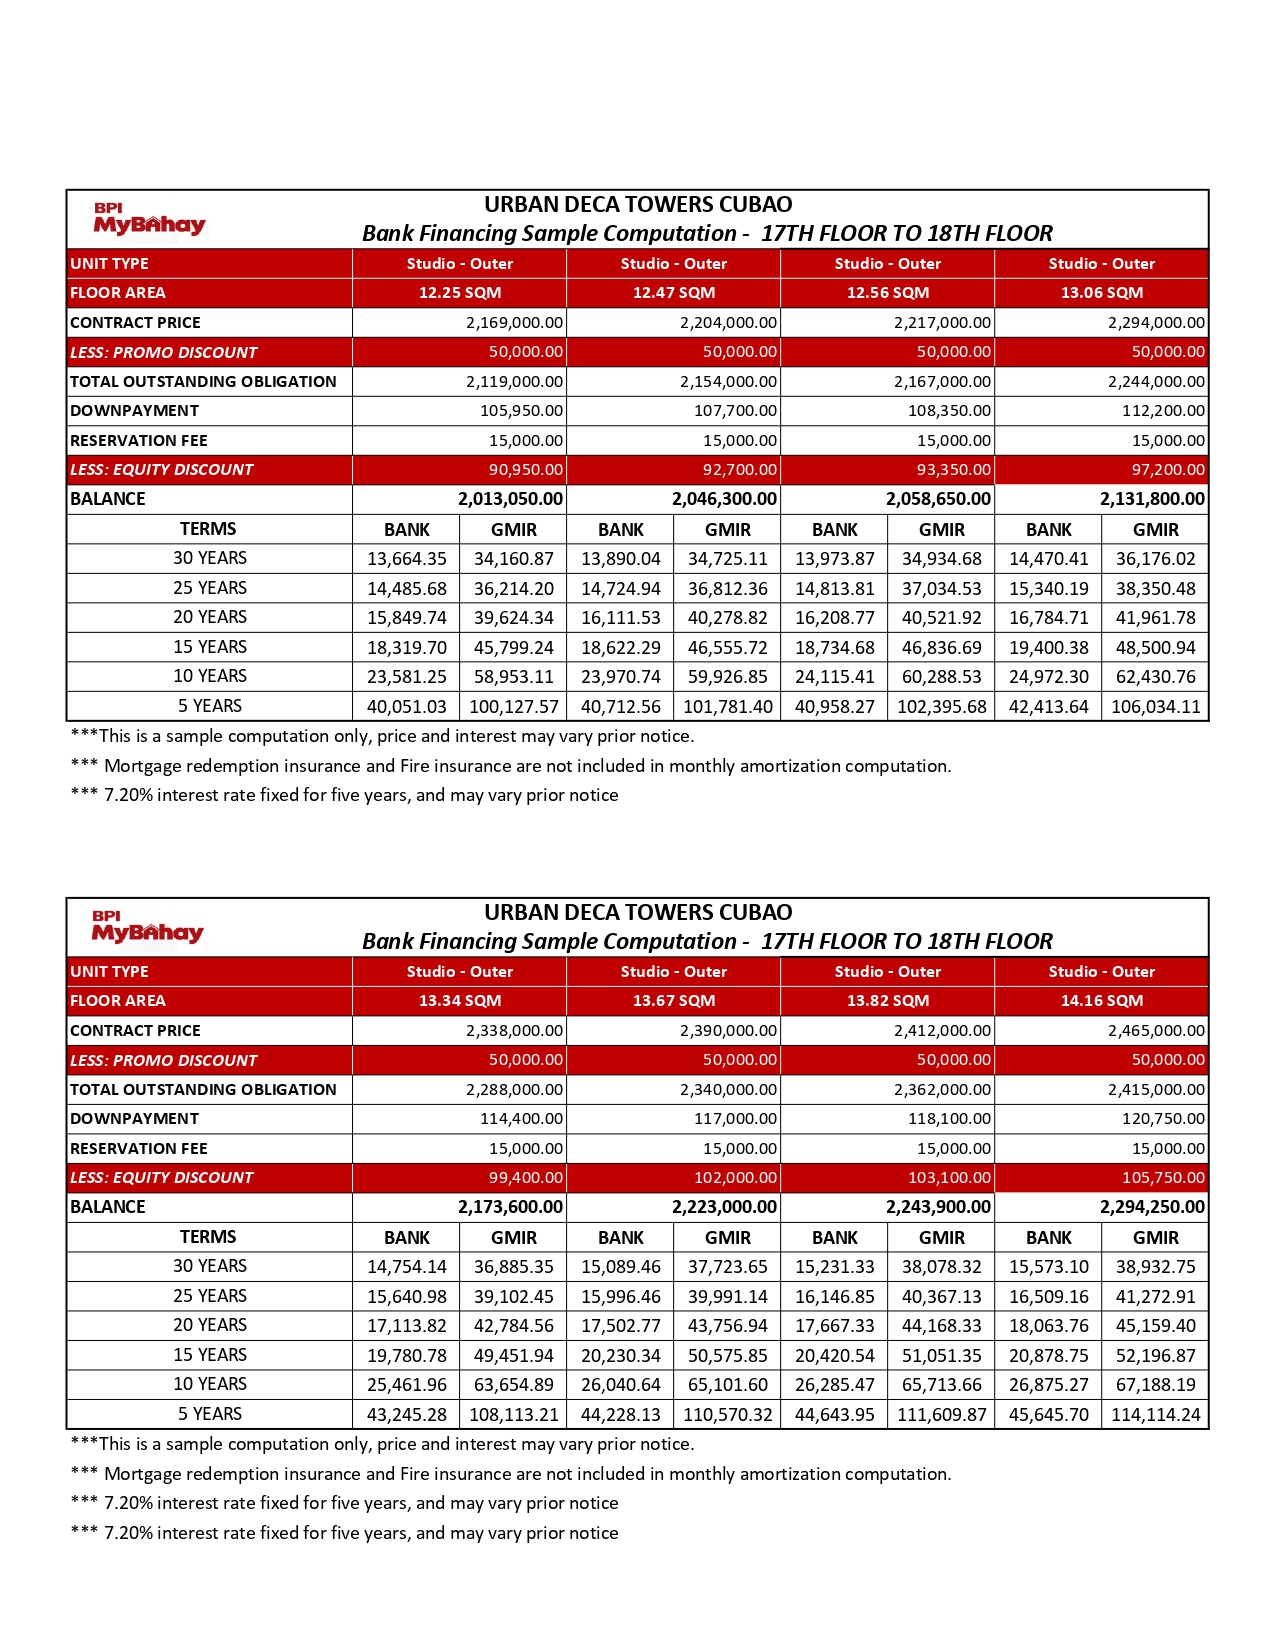 BPI
MyBahay
URBAN DECA TOWERS CUBAO
Bank Financing Sample Computation - 17TH FLOOR TO 18TH FLOOR
UNIT TYPE Studio - Outer Studio - Outer Studio - Outer Studio - Outer
FLOOR AREA 12.25 SQM 12.47 SQM 12.56 SQM 13.06 SQM
CONTRACT PRICE 2,169,000.00 2,204,000.00 2,217,000.00 2,294,000.00
LESS: PROMO DISCOUNT 50,000.00 50,000.00 50,000.00 50,000.00
TOTAL OUTSTANDING OBLIGATION 2,119,000.00 2,154,000.00 2,167,000.00 2,244,000.00
DOWNPAYMENT 105,950.00 107,700.00 108,350.00 112,200.00
RESERVATION FEE 15,000.00 15,000.00 15,000.00 15,000.00
LESS: EQUITY DISCOUNT 90,950.00 92,700.00 93,350.00 97,200.00
BALANCE 2,013,050.00 2,046,300.00 2,058,650.00 2,131,800.00
TERMS BANK GMIR BANK GMIR BANK GMIR BANK GMIR
30 YEARS 13,664.35 34,160.87 13,890.04 34,725.11 13,973.87 34,934.68 14,470.41 36,176.02
25 YEARS 14,485.68 36,214.20 14,724.94 36,812.36 14,813.81 37,034.53 15,340.19 38,350.48
20 YEARS 15,849.74 39,624.34 16,111.53 40,278.82 16,208.77 40,521.92 16,784.71 41,961.78
15 YEARS 18,319.70 45,799.24 18,622.29 46,555.72 18,734.68 46,836.69 19,400.38 48,500.94
10 YEARS 23,581.25 58,953.11 23,970.74 59,926.85 24,115.41 60,288.53 24,972.30 62,430.76
5 YEARS 40,051.03 100,127.57 40,712.56 101,781.40 40,958.27 102,395.68 42,413.64 106,034.11
***This is a sample computation only, price and interest may vary prior notice.
*** Mortgage redemption insurance and Fire insurance are not included in monthly amortization computation.
*** 7.20% interest rate fixed for five years, and may vary prior notice
BPI
MyBahay
URBAN DECA TOWERS CUBAO
Bank Financing Sample Computation - 17TH FLOOR TO 18TH FLOOR
UNIT TYPE Studio - Outer Studio - Outer Studio - Outer Studio - Outer
FLOOR AREA 13.34 SQM 13.67 SQM 13.82 SQM 14.16 SQM
CONTRACT PRICE 2,338,000.00 2,390,000.00 2,412,000.00 2,465,000.00
LESS: PROMO DISCOUNT 50,000.00 50,000.00 50,000.00 50,000.00
TOTAL OUTSTANDING OBLIGATION 2,288,000.00 2,340,000.00 2,362,000.00 2,415,000.00
DOWNPAYMENT 114,400.00 117,000.00 118,100.00 120,750.00
RESERVATION FEE 15,000.00 15,000.00 15,000.00 15,000.00
LESS: EQUITY DISCOUNT 99,400.00 102,000.00 103,100.00 105,750.00
BALANCE 2,173,600.00 2,223,000.00 2,243,900.00 2,294,250.00
TERMS BANK GMIR BANK GMIR BANK GMIR BANK GMIR
30 YEARS 14,754.14 36,885.35 15,089.46 37,723.65 15,231.33 38,078.32 15,573.10 38,932.75
25 YEARS 15,640.98 39,102.45 15,996.46 39,991.14 16,146.85 40,367.13 16,509.16 41,272.91
20 YEARS 17,113.82 42,784.56 17,502.77 43,756.94 17,667.33 44,168.33 18,063.76 45,159.40
15 YEARS 19,780.78 49,451.94 20,230.34 50,575.85 20,420.54 51,051.35 20,878.75 52,196.87
10 YEARS 25,461.96 63,654.89 26,040.64 65,101.60 26,285.47 65,713.66 26,875.27 67,188.19
5 YEARS 43,245.28 108,113.21 44,228.13 110,570.32 44,643.95 111,609.87 45,645.70 114,114.24
***This is a sample computation only, price and interest may vary prior notice.
*** Mortgage redemption insurance and Fire insurance are not included in monthly amortization computation.
*** 7.20% interest rate fixed for five years, and may vary prior notice
*** 7.20% interest rate fixed for five years, and may vary prior notice